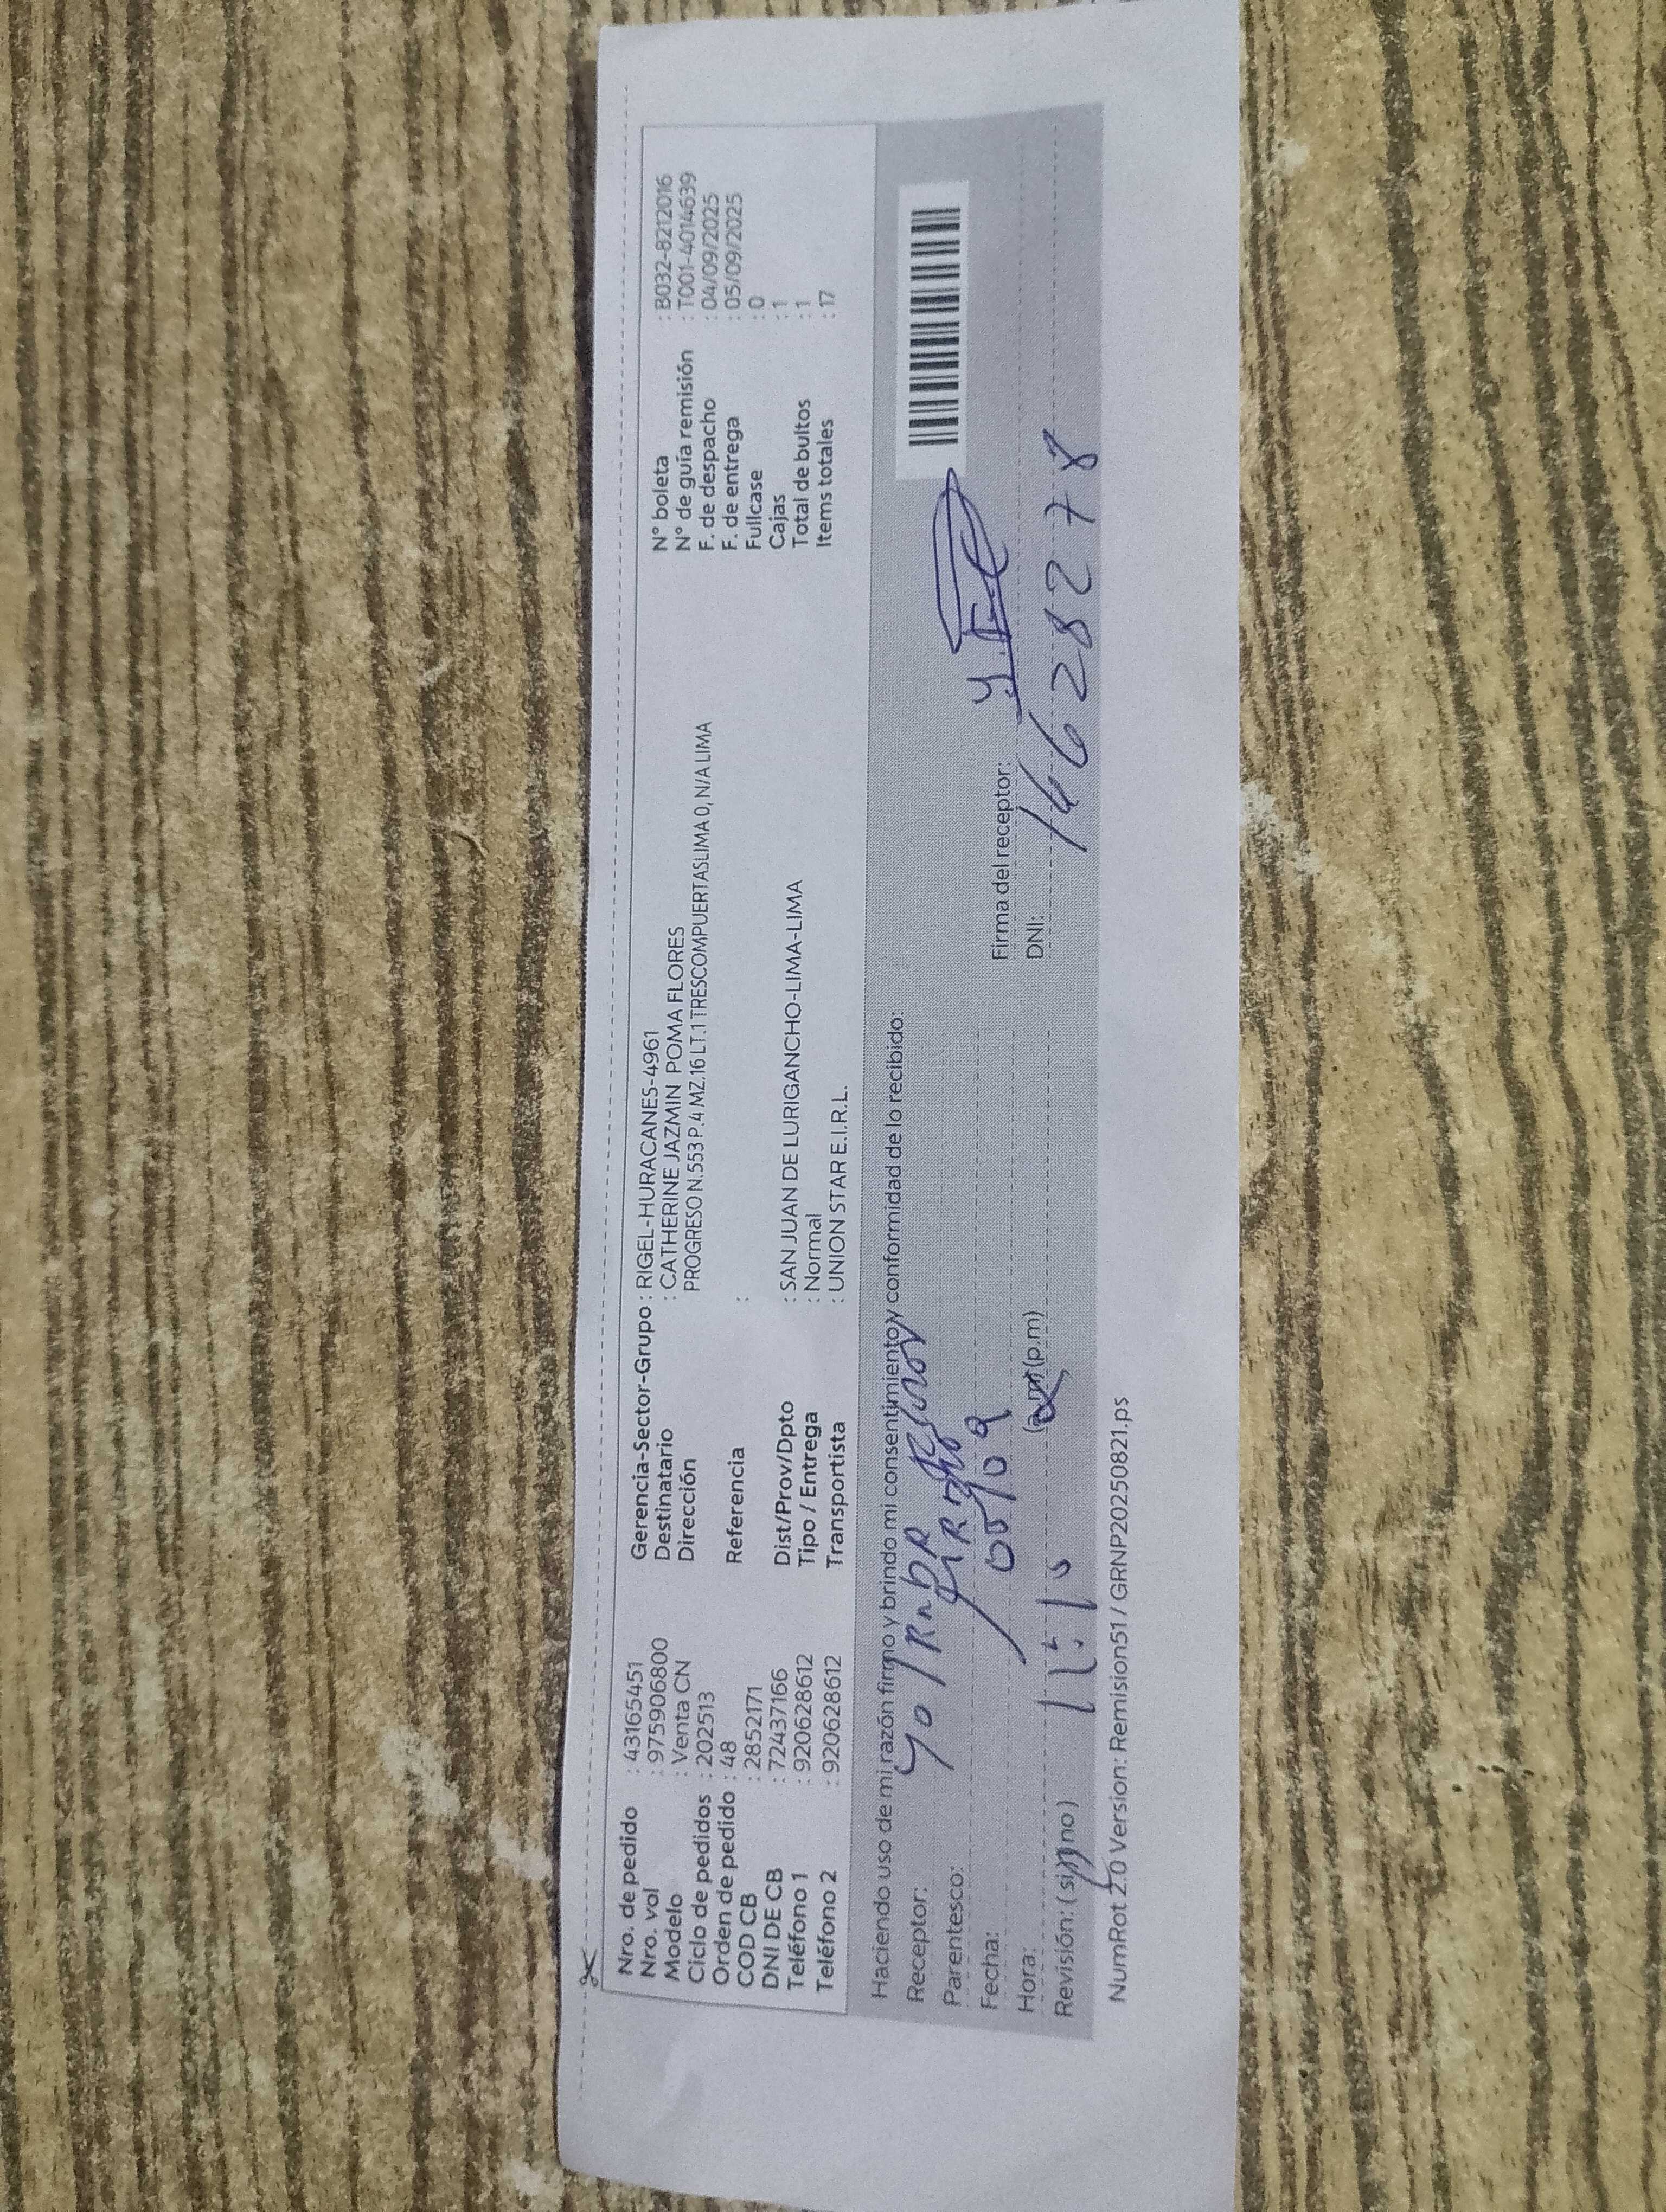 Nro. de pedido : 43165451
Nro. vol : 975906800
Modelo : Venta CN
Ciclo de pedidos : 202513
Orden de pedido : 48
COD CB : 2852171
DNI DE CB : 72437166
Teléfono 1 : 920628612
Teléfono 2 : 920628612
Gerencia-Sector-Grupo : RIGEL-HURACANES-4961
Destinatario : CATHERINE JAZMIN POMA FLORES
Dirección PROGRESO N.553 P.4 MZ.16 LT.1 TRESCOMPUERTASLIMA 0, N/A LIMA
Referencia :
Dist/Prov/Dpto : SAN JUAN DE LURIGANCHO-LIMA-LIMA
Tipo / Entrega : Normal
Transportista : UNION STAR E.I.R.L.
N° boleta : B032-8212016
N° de guía remisión : T001-4014639
F. de despacho : 04/09/2025
F. de entrega : 05/09/2025
Fullcase : 0
Cajas : 1
Total de bultos : 1
Items totales : 17
Haciendo uso de mi razón firmo y brindo mi consentimiento y conformidad de lo recibido:
Receptor: Yo
Parentesco:
Fecha: 05/09
Hora: (a.m) (p.m)
Revisión: ( si / no )
Firma del receptor:
DNI: 46282778
NumRot 2.0 Version: Remision51 / GRNP20250821.ps